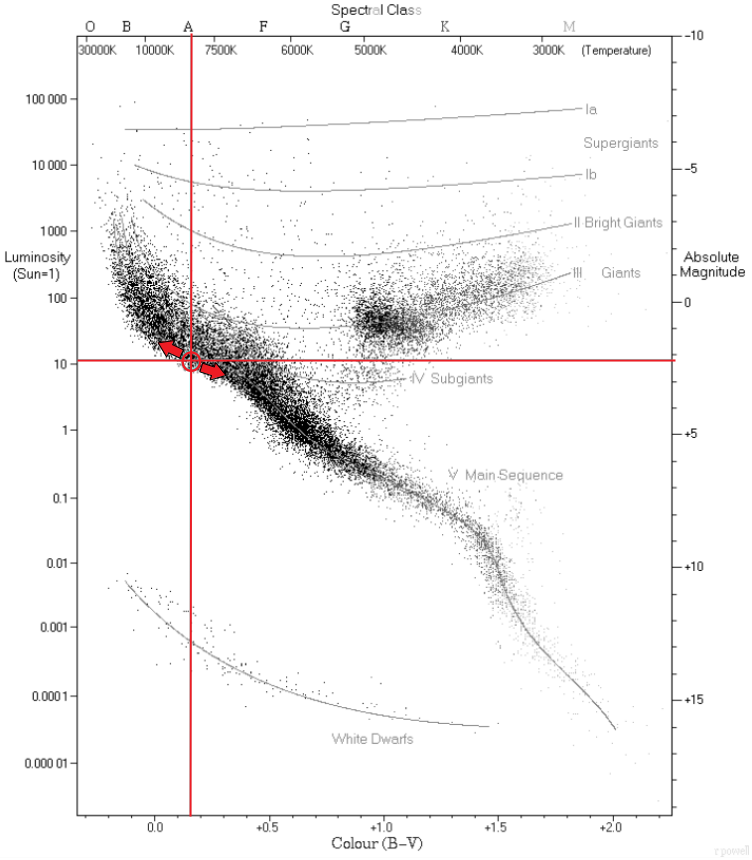 Spectral Class
O B A F G K M
30000K 10000K 7500K 6000K 5000K 4000K 3000K (Temperature)
-10
100 000
Ia
Supergiants
10 000
-5
Ib
1000
II Bright Giants
Luminosity
(Sun=1)
Absolute
Magnitude
III Giants
100
0
10
IV Subgiants
1
+5
V Main Sequence
0.1
0.01
+10
0.001
0.0001
+15
White Dwarfs
0.000 01
0.0 +0.5 +1.0 +1.5 +2.0
Colour (B-V)
r powell